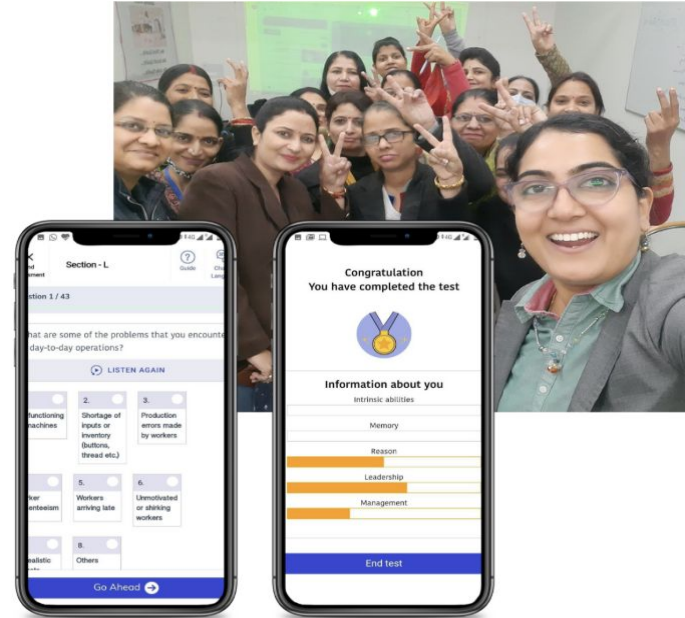 Section - L
Guide
stion 1 / 43
hat are some of the problems that you encounte
day-to-day operations?
LISTEN AGAIN
functioning
machines
2.
Shortage of
inputs or
inventory
(buttons,
thread etc.)
3.
Production
errors made
by workers
5.
Workers
arriving late
6.
Unmotivated
or shirking
workers
8.
Others
Go Ahead
4G
Congratulation
You have completed the test
Information about you
Intrinsic abilities
Memory
Reason
Leadership
Management
End test